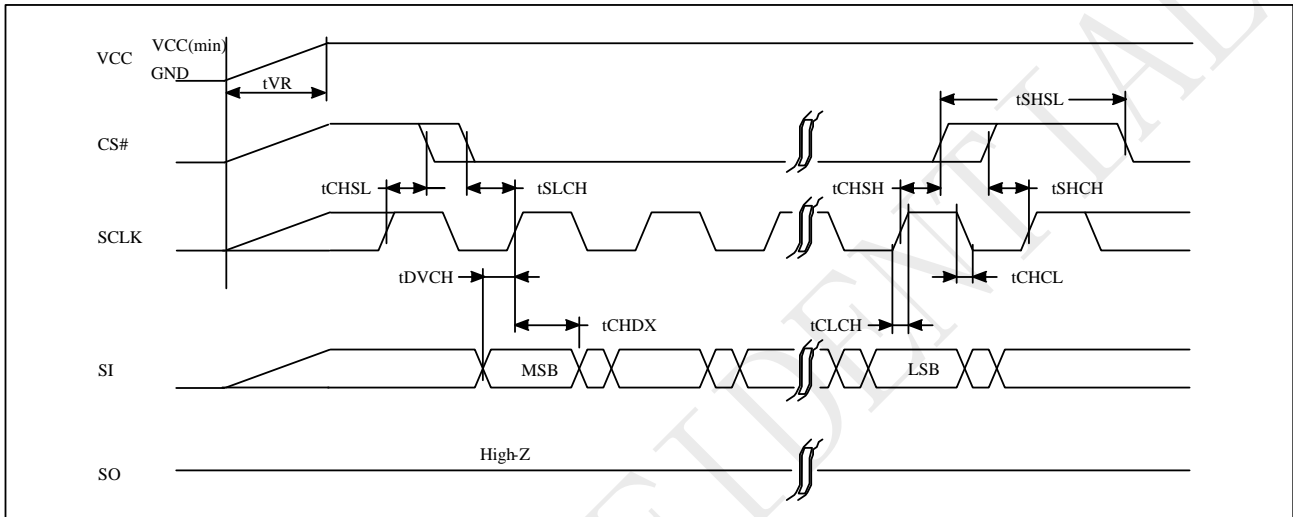 VCC(min)
VCC
GND
tVR
tSHSL
CS#
tCHSL
tSLCH
tCHSH
tSHCH
SCLK
tDVCH
tCHCL
tCHDX
tCLCH
SI
MSB
LSB
High-Z
SO